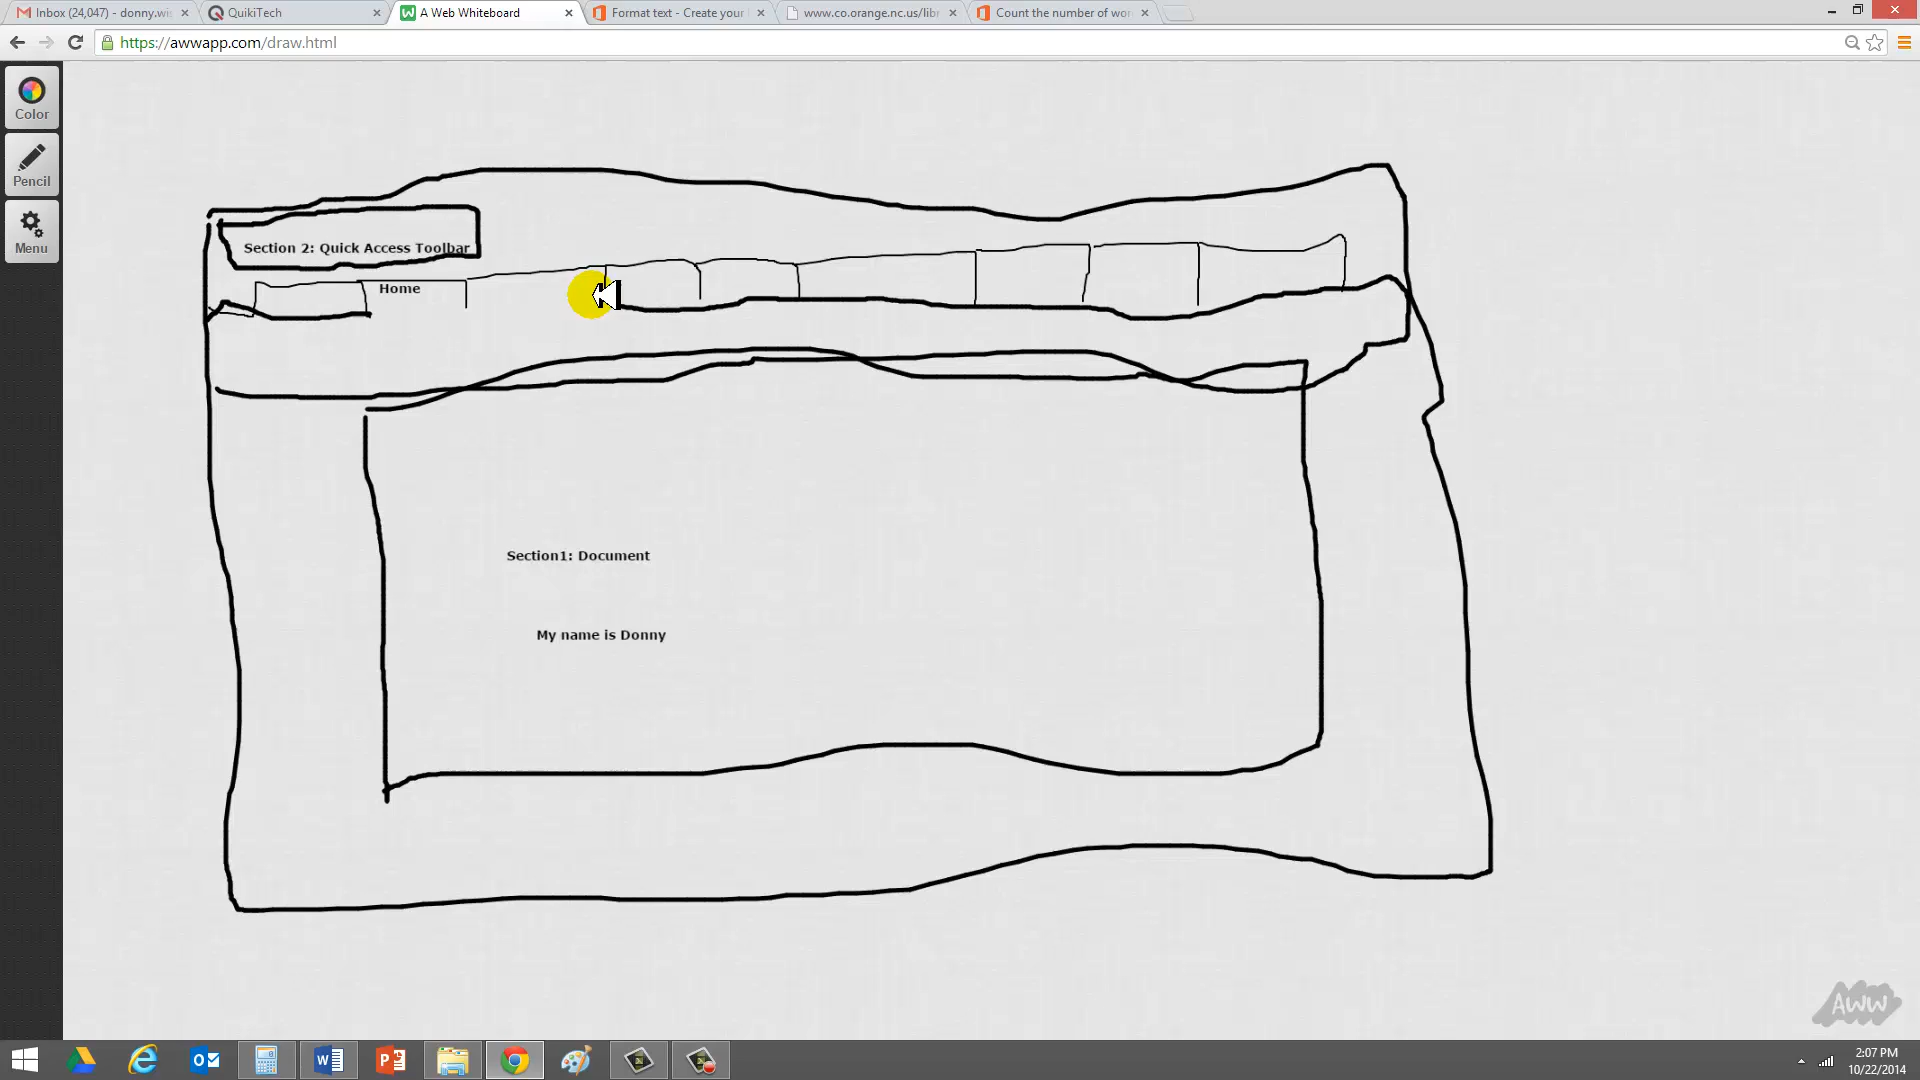 Inbox (24,047) - donny.wi
QuikiTech
A Web Whiteboard
Format text - Create your
www.co.orange.nc.us/libr
Count the number of wor
https://awwapp.com/draw.html
Color
Pencil
Menu
Section 2: Quick Access Toolbar
Home
Section1: Document
My name is Donny
AWW
2:07 PM
10/22/2014